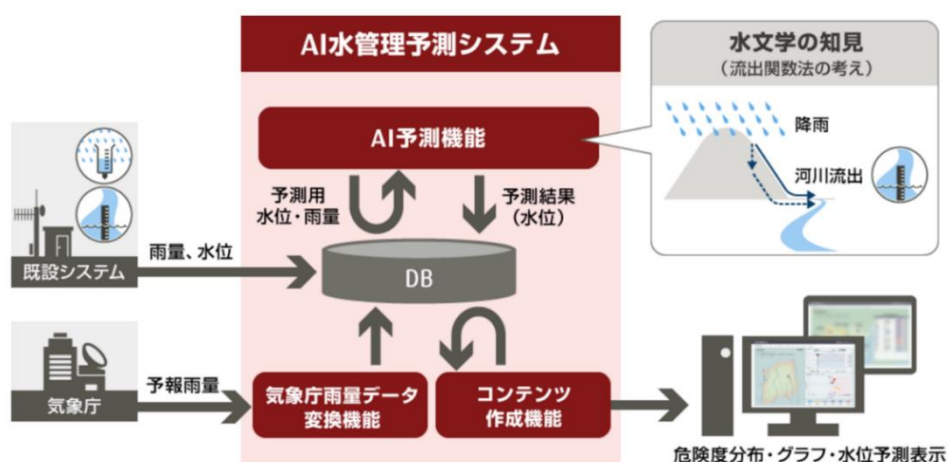 AI水管理予測システム
水文学の知見
（流出関数法の考え）
降雨
河川流出
AI予測機能
予測用
水位・雨量
予測結果
（水位）
雨量、水位
既設システム
DB
予報雨量
気象庁
気象庁雨量データ
変換機能
コンテンツ
作成機能
危険度分布・グラフ・水位予測表示